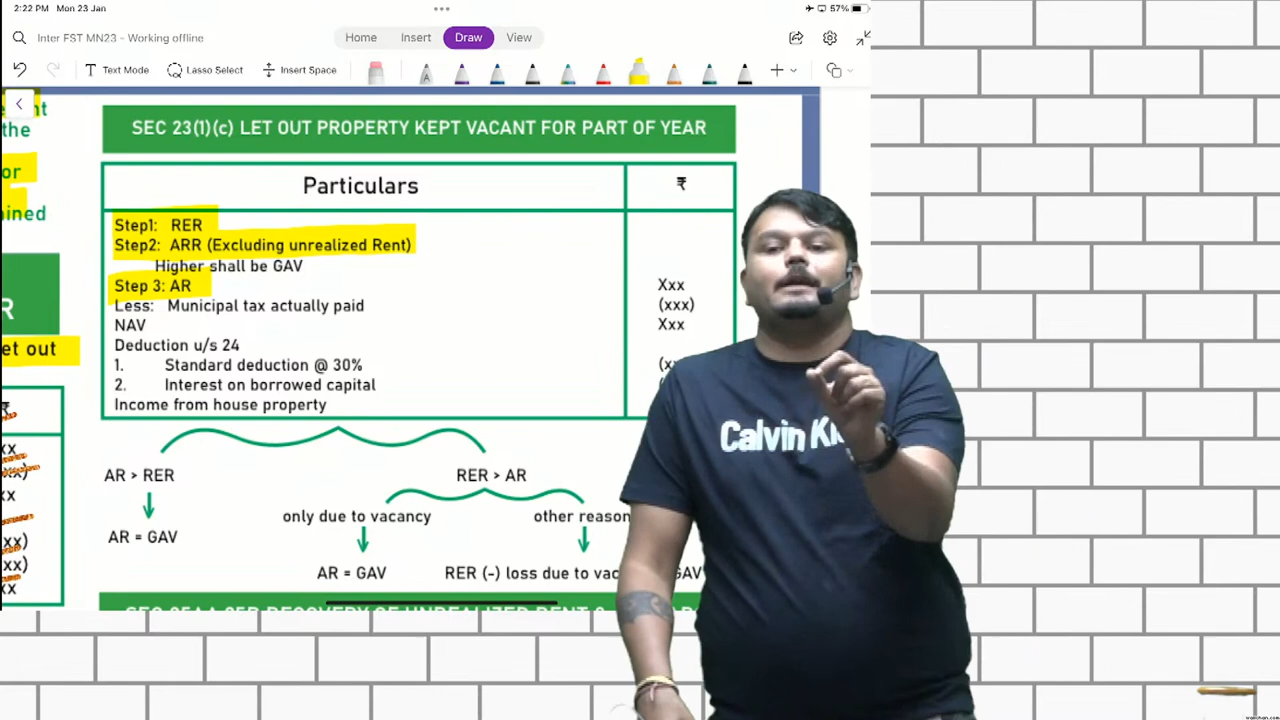 2:22 PM Mon 23 Jan
57%
Inter FST MN23 - Working offline
Home Insert Draw View
Text Mode Lasso Select Insert Space
the
or
ained
R
et out
SEC 23(1)(c) LET OUT PROPERTY KEPT VACANT FOR PART OF YEAR
Particulars ₹
Step1: RER
Step2: ARR (Excluding unrealized Rent)
Higher shall be GAV
Step 3: AR Xxx
Less: Municipal tax actually paid (xxx)
NAV Xxx
Deduction u/s 24
1. Standard deduction @ 30%
2. Interest on borrowed capital
Income from house property
AR > RER RER > AR
only due to vacancy other reason
AR = GAV
AR = GAV RER (-) loss due to vac GAV
Calvin Kl